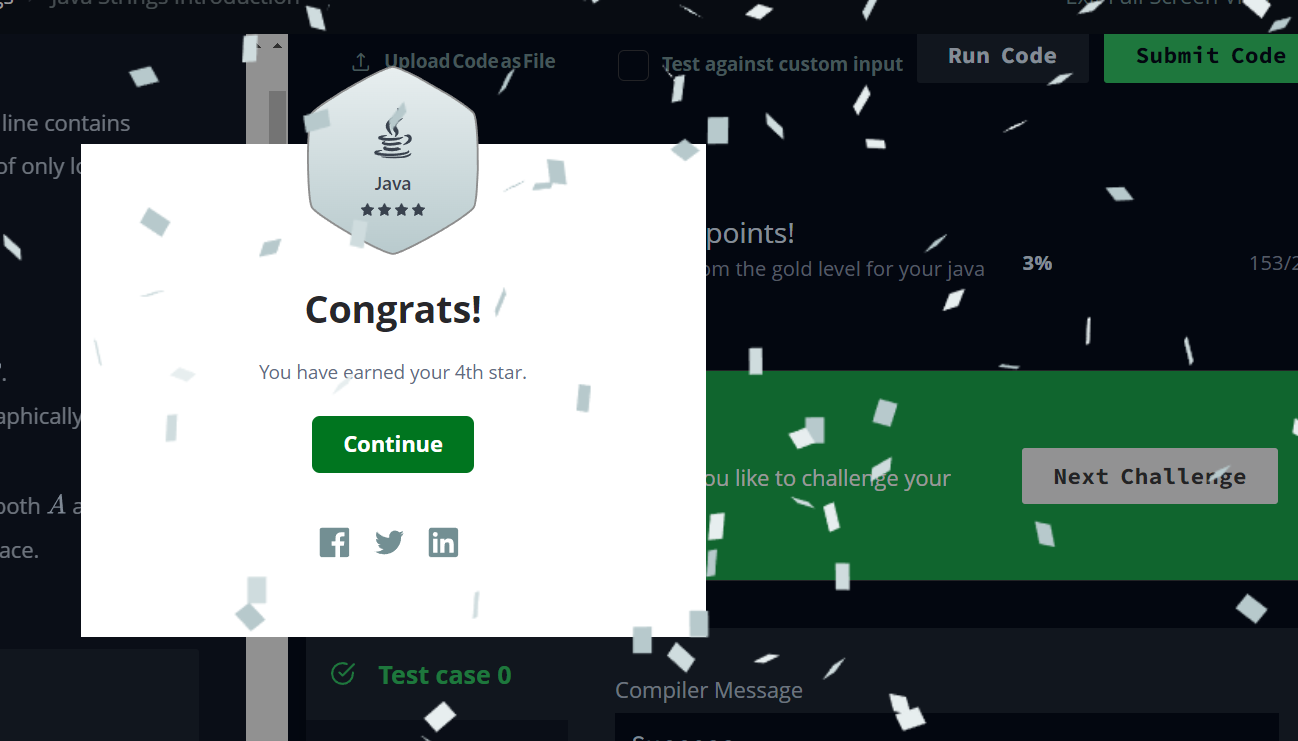 Java Strings Introduction
Upload Code as File
Test against custom input
Run Code
Submit Code
line contains
of only
Java
points!
om the gold level for your java
3%
153/2
Congrats!
You have earned your 4th star.
Continue
aphically
ou like to challenge your
Next Challenge
both A a
ace.
Test case 0
Compiler Message